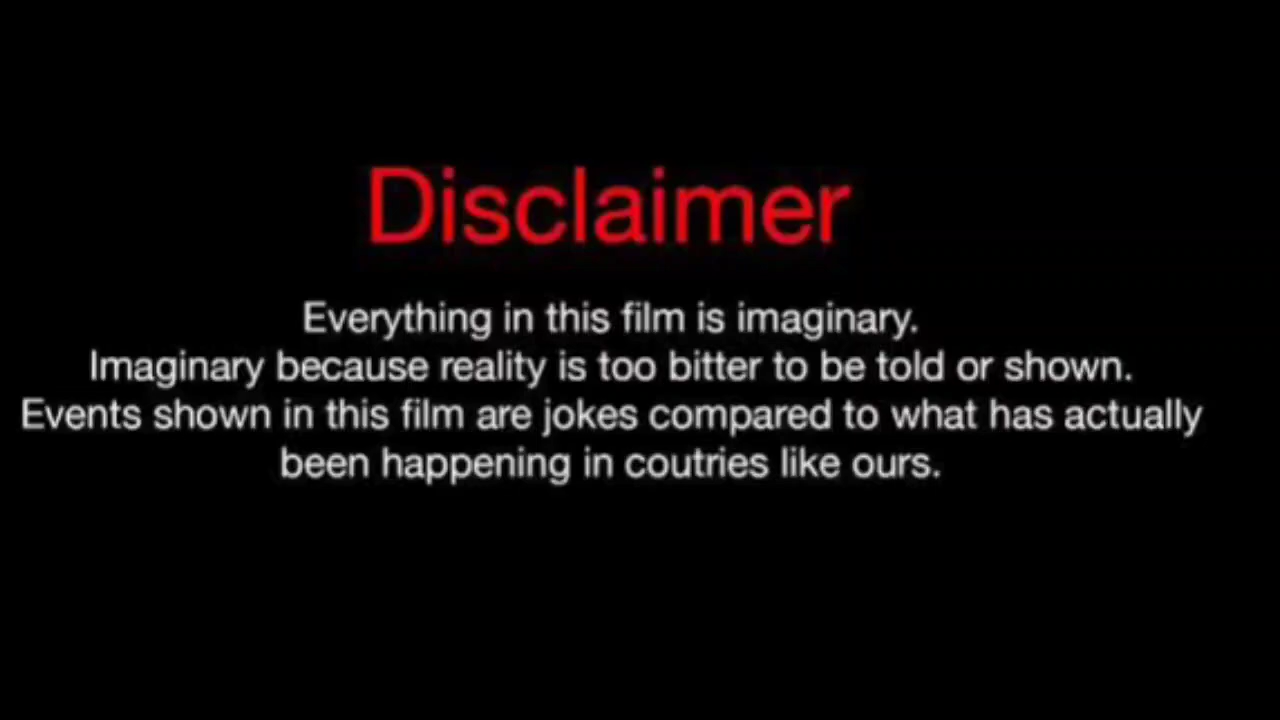 Disclaimer
Everything in this film is imaginary.
Imaginary because reality is too bitter to be told or shown.
Events shown in this film are jokes compared to what has actually
been happening in coutries like ours.